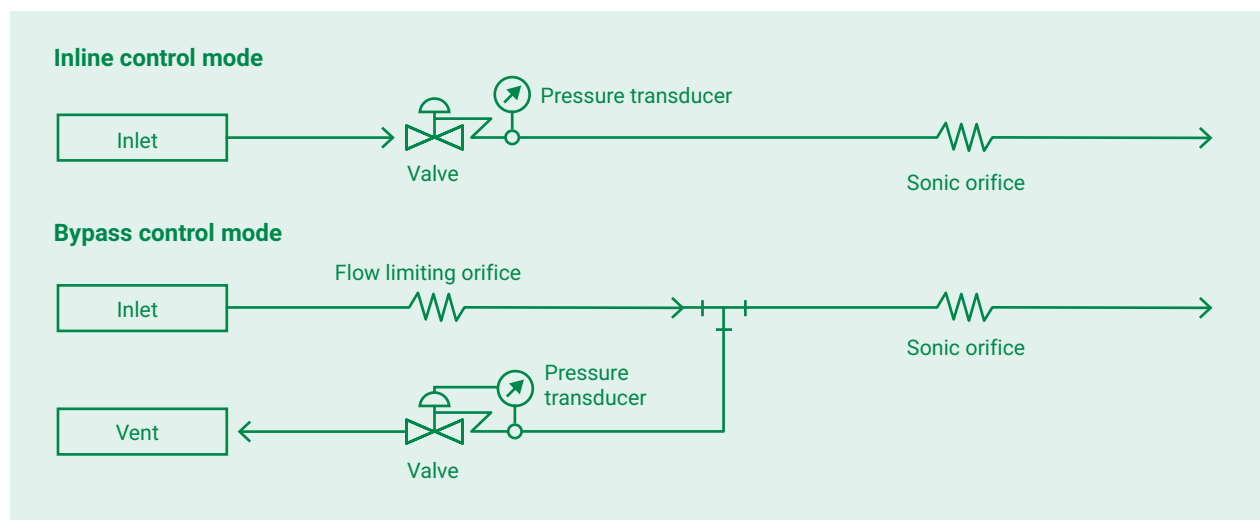 Inline control mode
Pressure transducer
Inlet
Valve
Sonic orifice
Bypass control mode
Flow limiting orifice
Inlet
Sonic orifice
Pressure
transducer
Vent
Valve